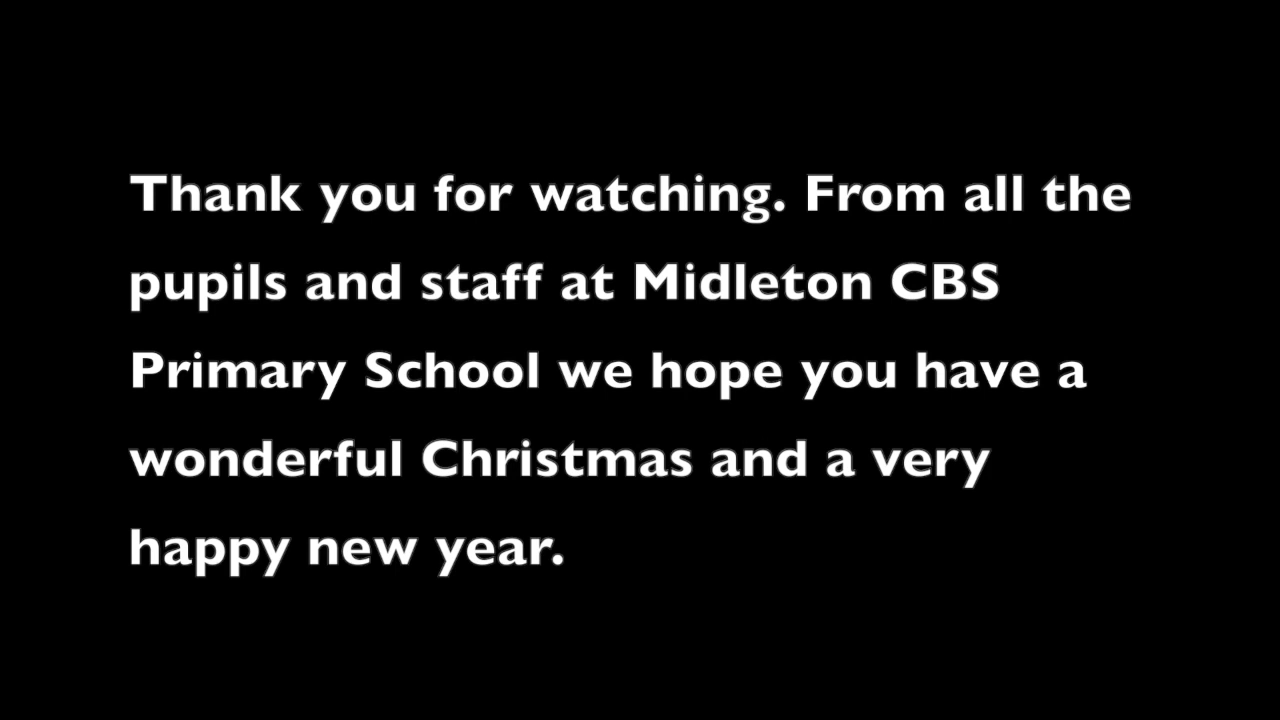 Thank you for watching. From all the
pupils and staff at Midleton CBS
Primary School we hope you have a
wonderful Christmas and a very
happy new year.